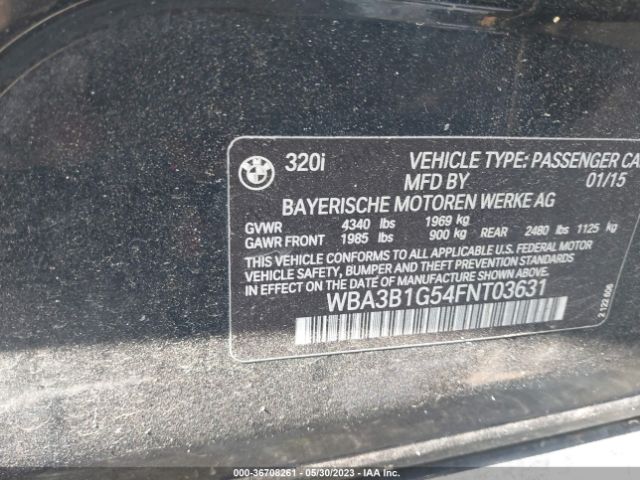 BMW
320i VEHICLE TYPE: PASSENGER CA
MFD BY 01/15
BAYERISCHE MOTOREN WERKE AG
GVWR 4340 lbs 1969 kg
GAWR FRONT 1985 lbs 900 kg REAR 2480 lbs 1125 kg
THIS VEHICLE CONFORMS TO ALL APPLICABLE U.S. FEDERAL MOTOR
VEHICLE SAFETY, BUMPER AND THEFT PREVENTION STANDARDS
IN EFFECT ON THE DATE OF MANUFACTURE SHOWN ABOVE.
WBA3B1G54FNT03631
000-36708261 - 05/30/2023 - IAA Inc.